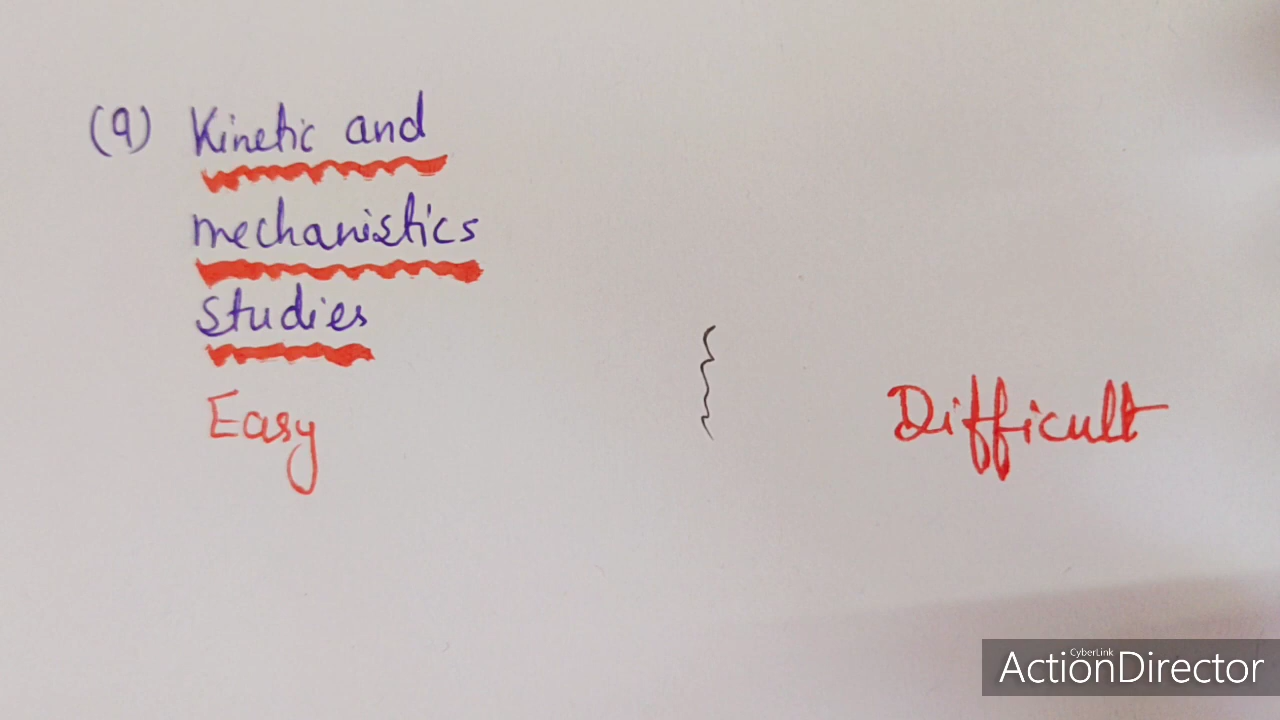 (9) Kinetic and
mechanistics
studies
Easy
Difficult
CyberLink
ActionDirector